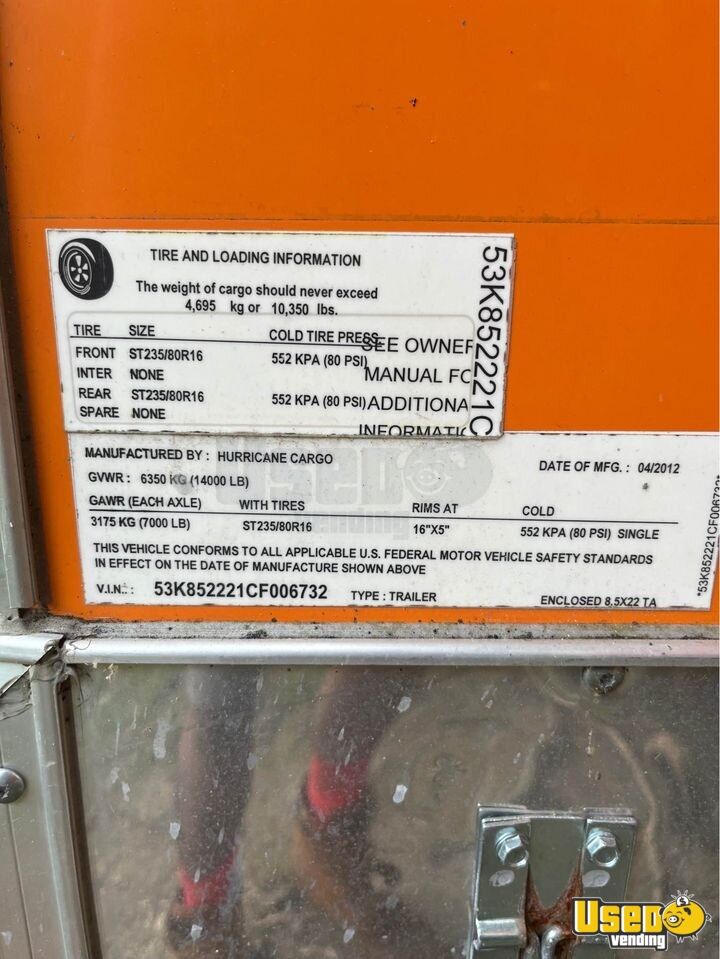 TIRE AND LOADING INFORMATION
The weight of cargo should never exceed
4,695 kg or 10,350 lbs.
TIRE SIZE COLD TIRE PRESS
FRONT ST235/80R16 552 KPA (80 PSI)
INTER NONE
REAR ST235/80R16 552 KPA (80 PSI)
SPARE NONE
SEE OWNER
MANUAL FO
ADDITIONA
INFORMATIO
53K852221C
MANUFACTURED BY : HURRICANE CARGO DATE OF MFG. : 04/2012
GVWR : 6350 KG (14000 LB)
GAWR (EACH AXLE) WITH TIRES RIMS AT COLD
3175 KG (7000 LB) ST235/80R16 16"X5" 552 KPA (80 PSI) SINGLE
THIS VEHICLE CONFORMS TO ALL APPLICABLE U.S. FEDERAL MOTOR VEHICLE SAFETY STANDARDS
IN EFFECT ON THE DATE OF MANUFACTURE SHOWN ABOVE
V.I.N.. : 53K852221CF006732 TYPE : TRAILER ENCLOSED 8.5X22 TA
*53K852221CF006732*
USED
vending
USED
vending